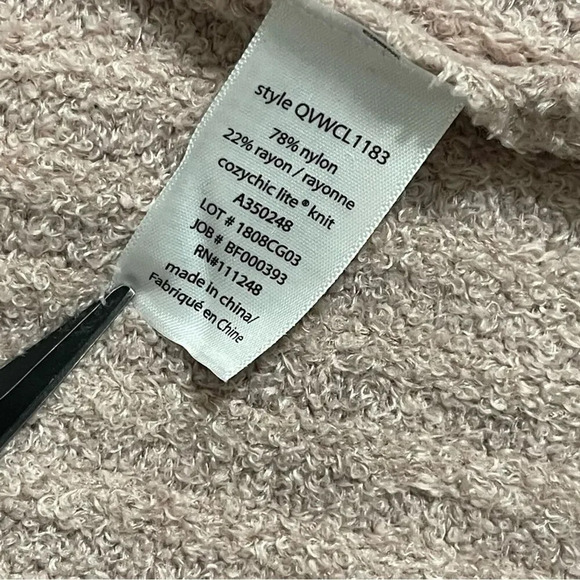 style QVWCL1183
78% nylon
22% rayon / rayonne
cozychic lite® knit
A350248
LOT # 1808CG03
JOB # BF000393
RN#111248
made in china/
Fabriqué en Chine